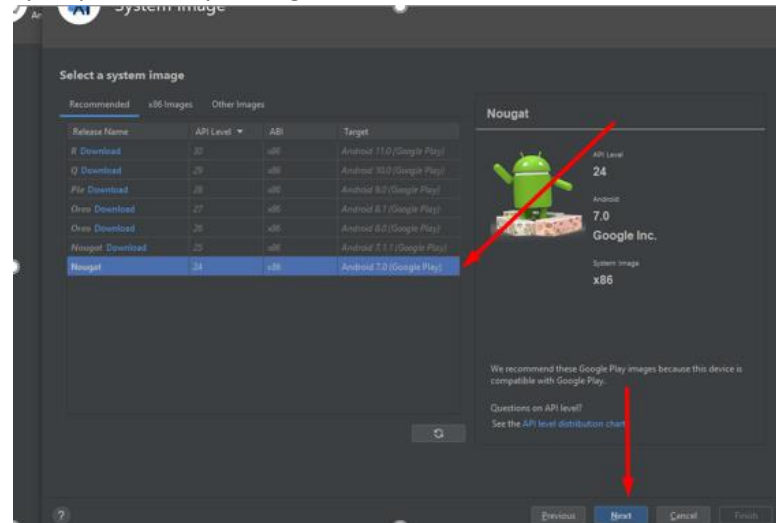 An
System Image
Select a system image
Recommended x86 Images Other Images
Nougat
Release Name API Level ABI Target
R Download 30 x86 Android 11.0 (Google Play)
Q Download 29 x86 Android 10.0 (Google Play)
Pie Download 28 x86 Android 9.0 (Google Play)
Oreo Download 27 x86 Android 8.1 (Google Play)
Oreo Download 26 x86 Android 8.0 (Google Play)
Nougat Download 25 x86 Android 7.1.1 (Google Play)
Nougat 24 x86 Android 7.0 (Google Play)
API Level
24
Android
7.0
Google Inc.
System Image
x86
We recommend these Google Play images because this device is
compatible with Google Play.
Questions on API level?
See the API level distribution chart
? Previous Next Cancel Finish